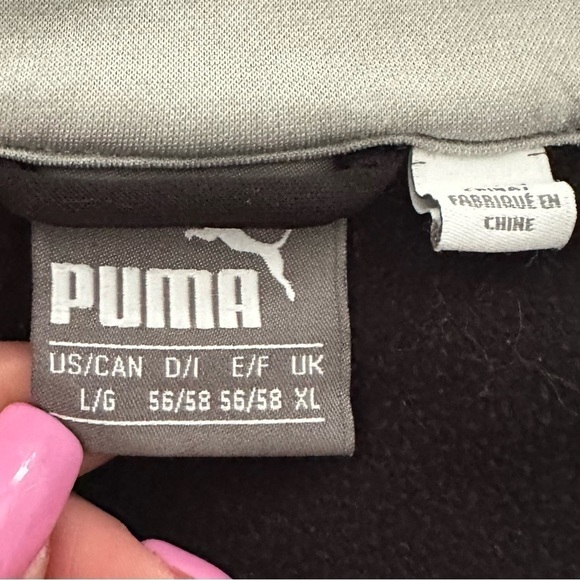 PUMA
US/CAN D/I E/F UK
L/G 56/58 56/58 XL
FABRIQUÉ EN
CHINE